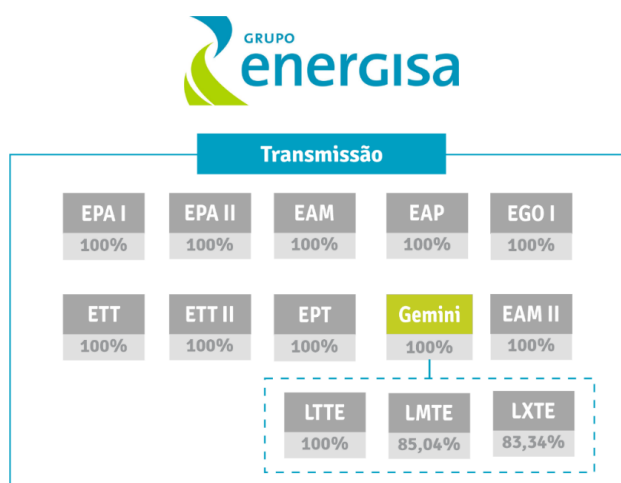 GRUPO
energisa
Transmissão
EPA I EPA II EAM EAP EGO I
100% 100% 100% 100% 100%
ETT ETT II EPT Gemini EAM II
100% 100% 100% 100% 100%
LTTE LMTE LXTE
100% 85,04% 83,34%